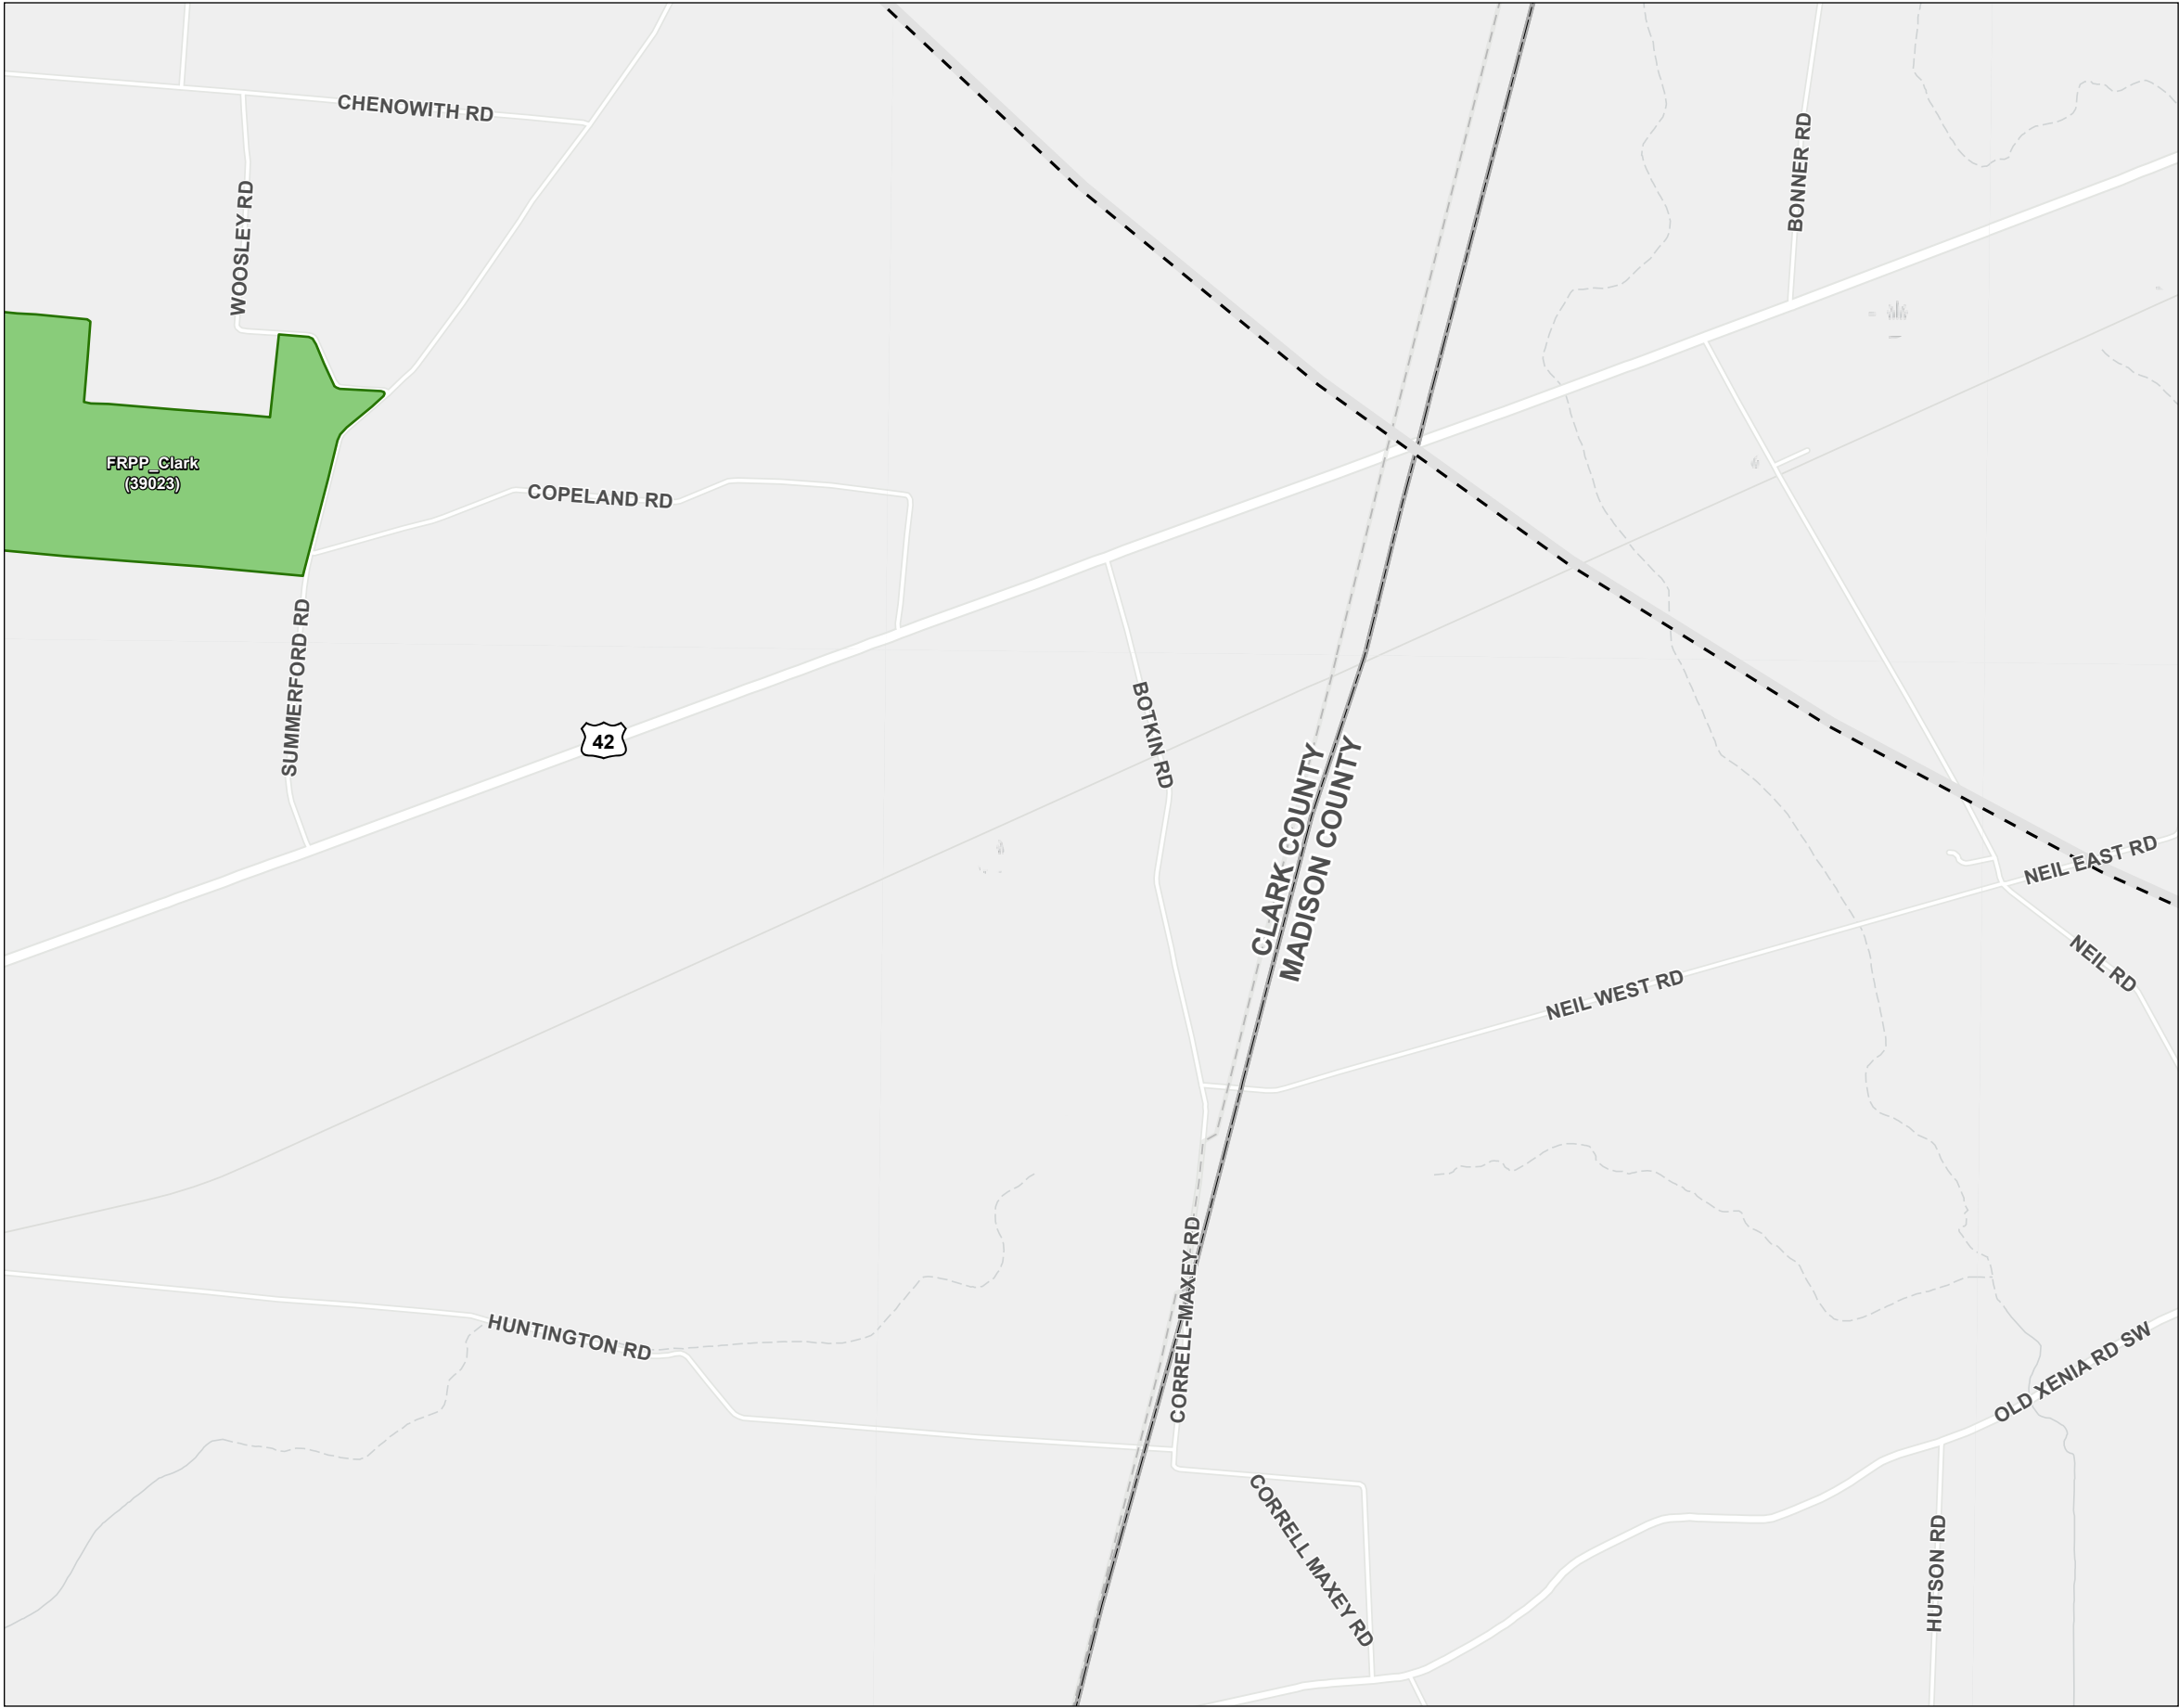 CHENOWITH RD
BONNER RD
WOOSLEY RD
FRPP_Clark
(39023)
COPELAND RD
SUMMERFORD RD
42
BOTKIN RD
CLARK COUNTY
MADISON COUNTY
NEIL EAST RD
NEIL RD
NEIL WEST RD
CORRELL-MAXEY RD
HUNTINGTON RD
OLD XENIA RD SW
CORRELL MAXEY RD
HUTSON RD